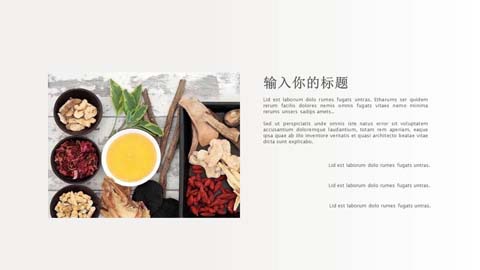 输入你的标题
Lid est laborum dolo rumes fugats untras. Etharums ser quidem
rerum facilis dolores nemis omnis fugats vitaes nemo minima
rerums unsers sadips amets..
Sed ut perspiciatis unde omnis iste natus error sit voluptatem
accusantium doloremque laudantium, totam rem aperiam, eaque
ipsa quae ab illo inventore veritatis et quasi architecto beatae vitae
dicta sunt explicabo.
Lid est laborum dolo rumes fugats untras.
Lid est laborum dolo rumes fugats untras.
Lid est laborum dolo rumes fugats untras.